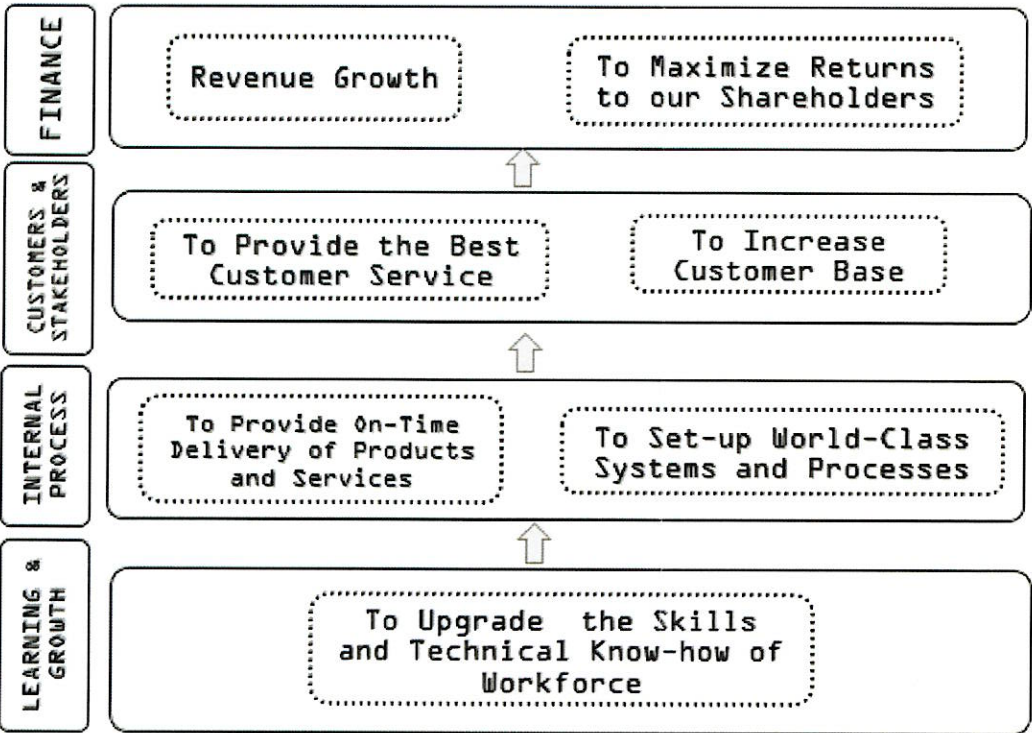 FINANCE
Revenue Growth
To Maximize Returns
to our Shareholders
CUSTOMERS &
STAKEHOLDERS
To Provide the Best
Customer Service
To Increase
Customer Base
INTERNAL
PROCESS
To Provide On-Time
Delivery of Products
and Services
To Set-up World-Class
Systems and Processes
LEARNING &
GROWTH
To Upgrade the Skills
and Technical Know-how of
Workforce